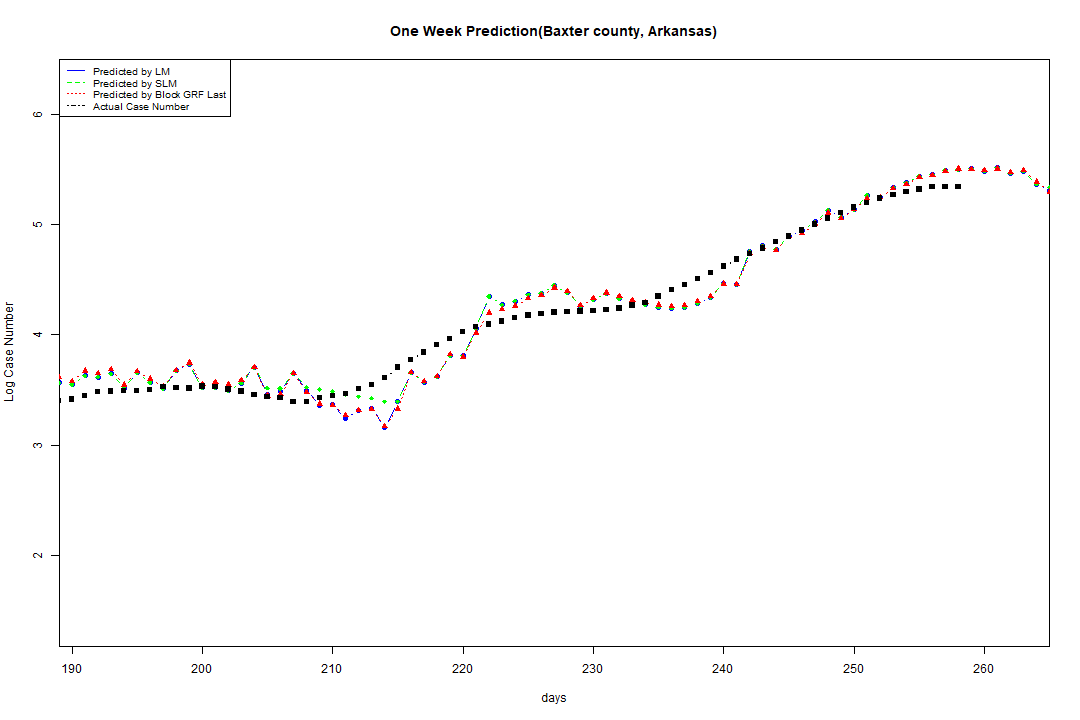 One Week Prediction(Baxter county, Arkansas)
Predicted by LM
Predicted by SLM
Predicted by Block GRF Last
Actual Case Number
6
5
4
3
2
Log Case Number
190 200 210 220 230 240 250 260
days